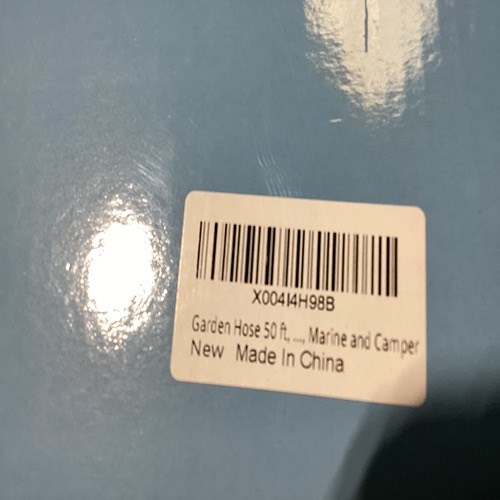 X004I4H98B
Garden Hose 50 ft, ..., Marine and Camper
New Made In China